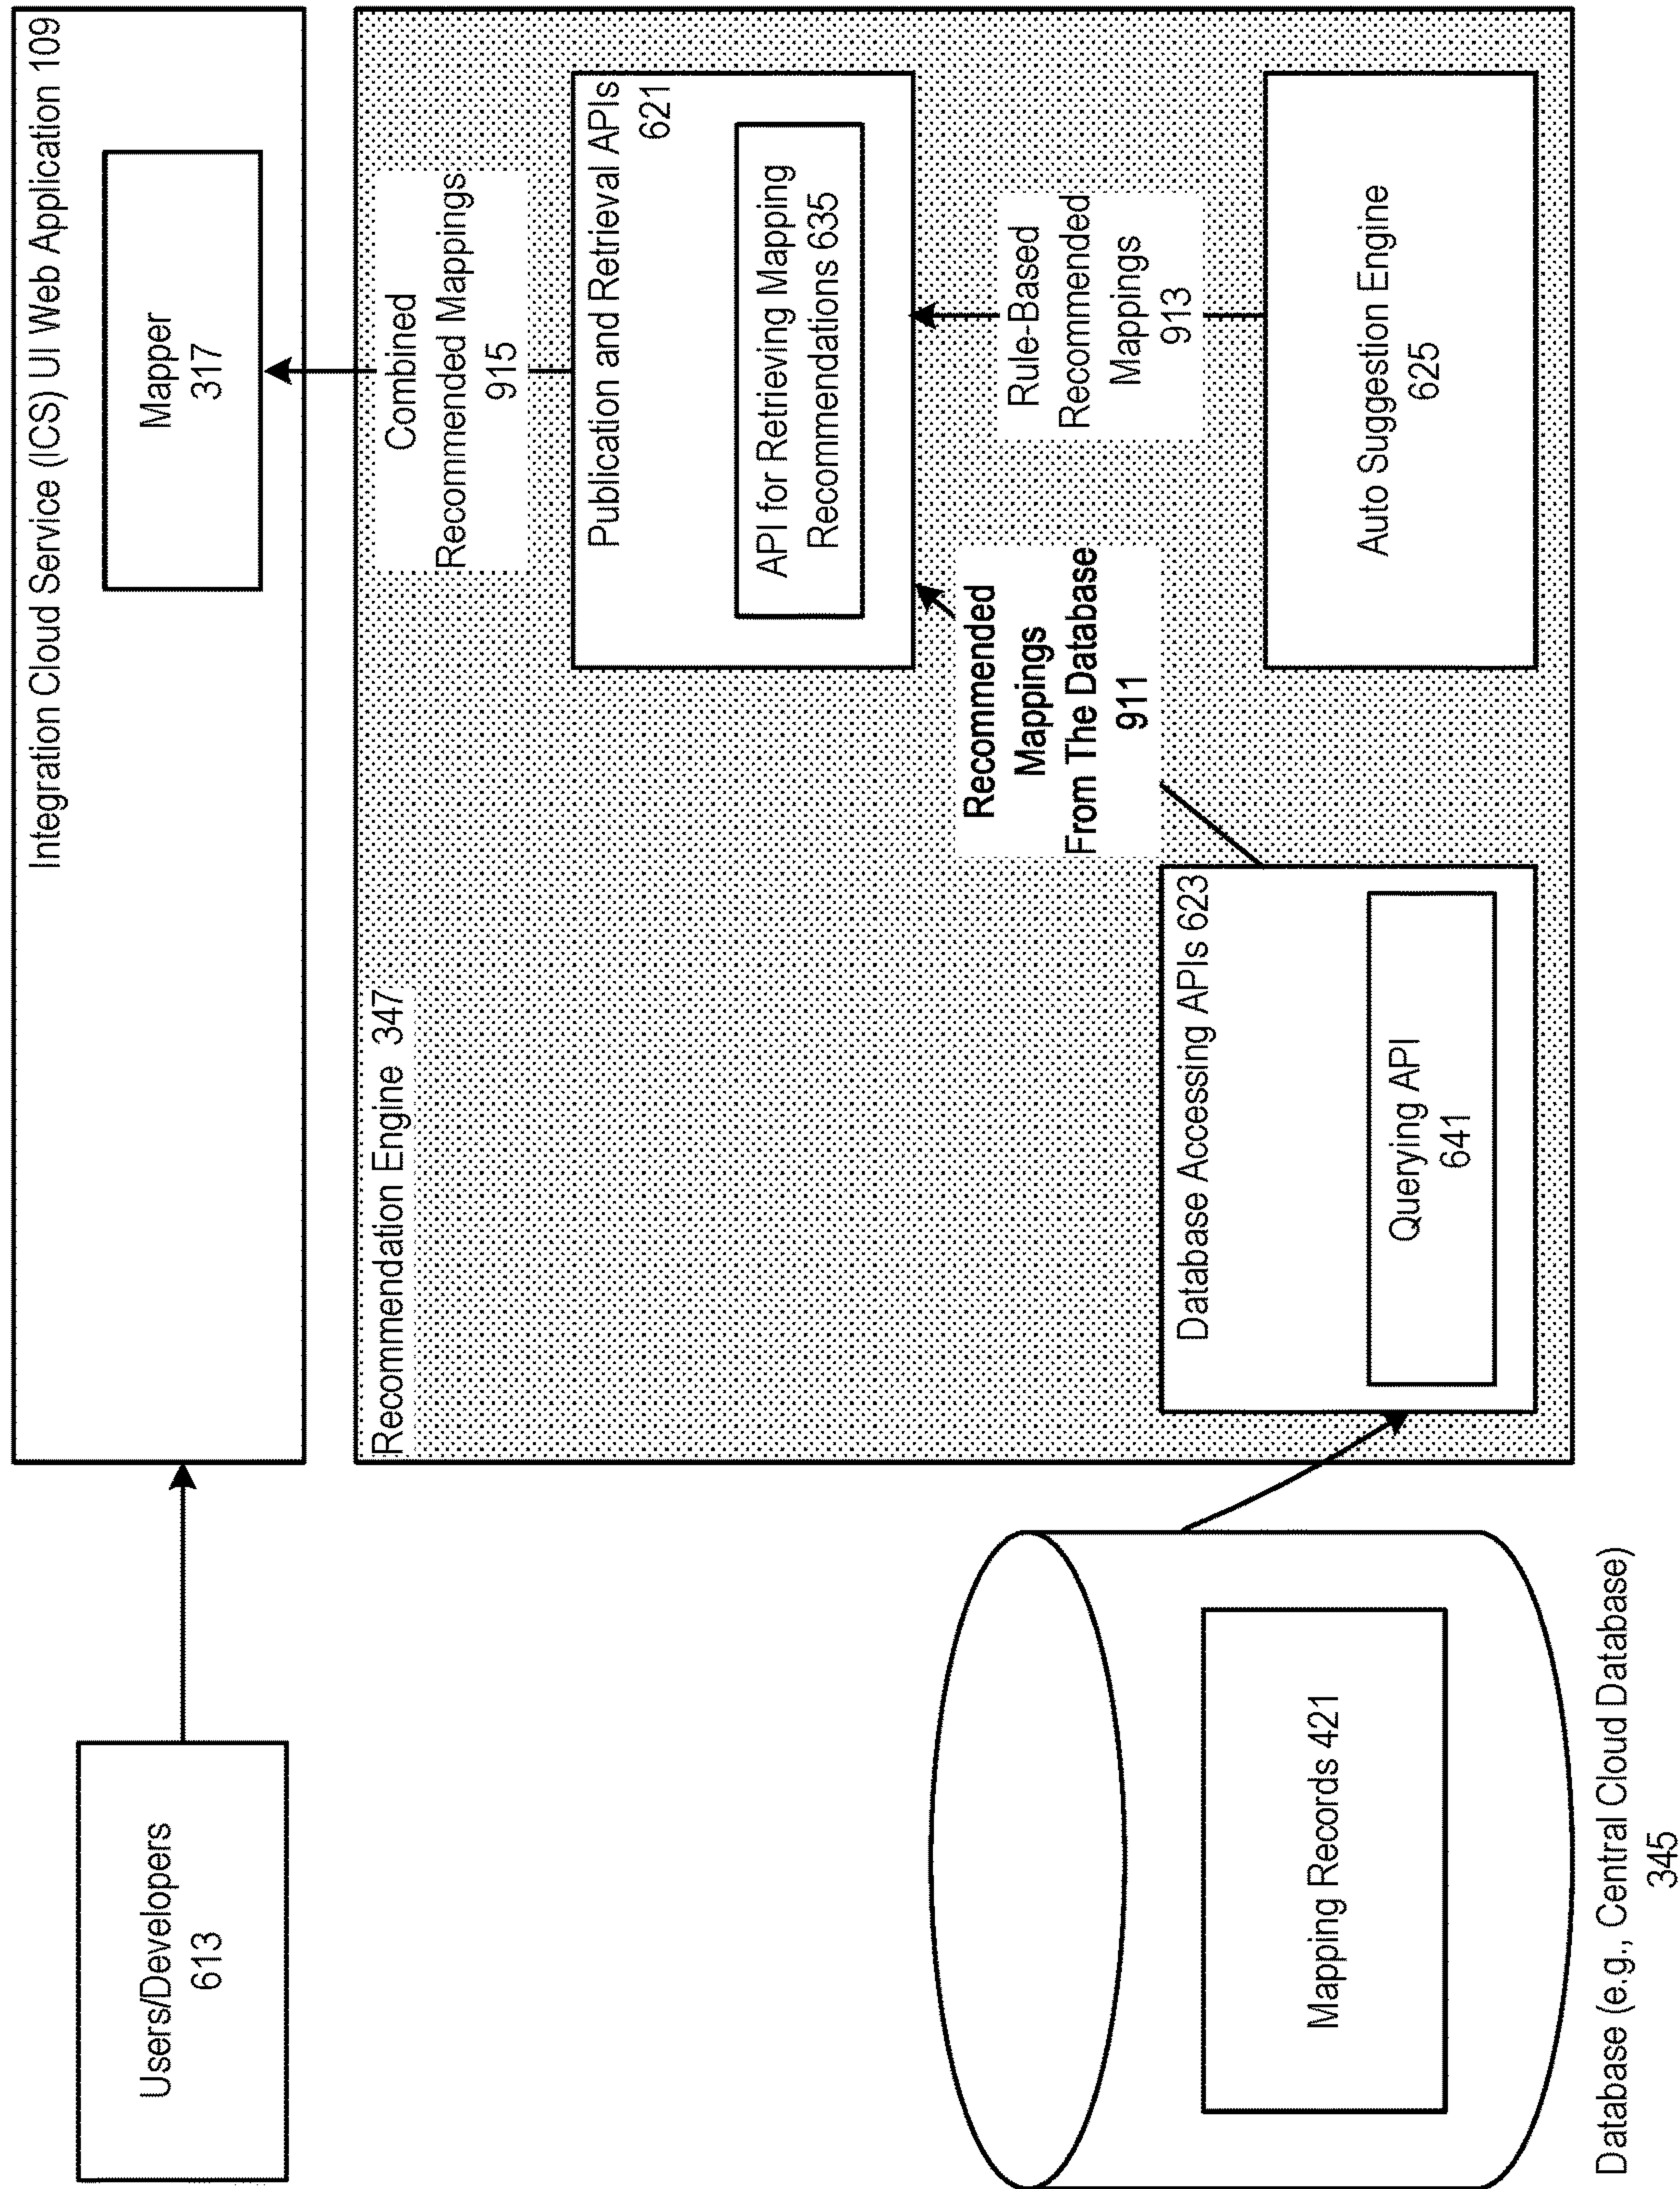 Users/Developers
613
Integration Cloud Service (ICS) UI Web Application 109
Mapper
317
Recommendation Engine 347
Combined
Recommended Mappings
915
Publication and Retrieval APIs
621
API for Retrieving Mapping
Recommendations 635
Recommended
Mappings
From The Database
911
Rule-Based
Recommended
Mappings
913
Database Accessing APIs 623
Querying API
641
Auto Suggestion Engine
625
Mapping Records 421
Database (e.g., Central Cloud Database)
345